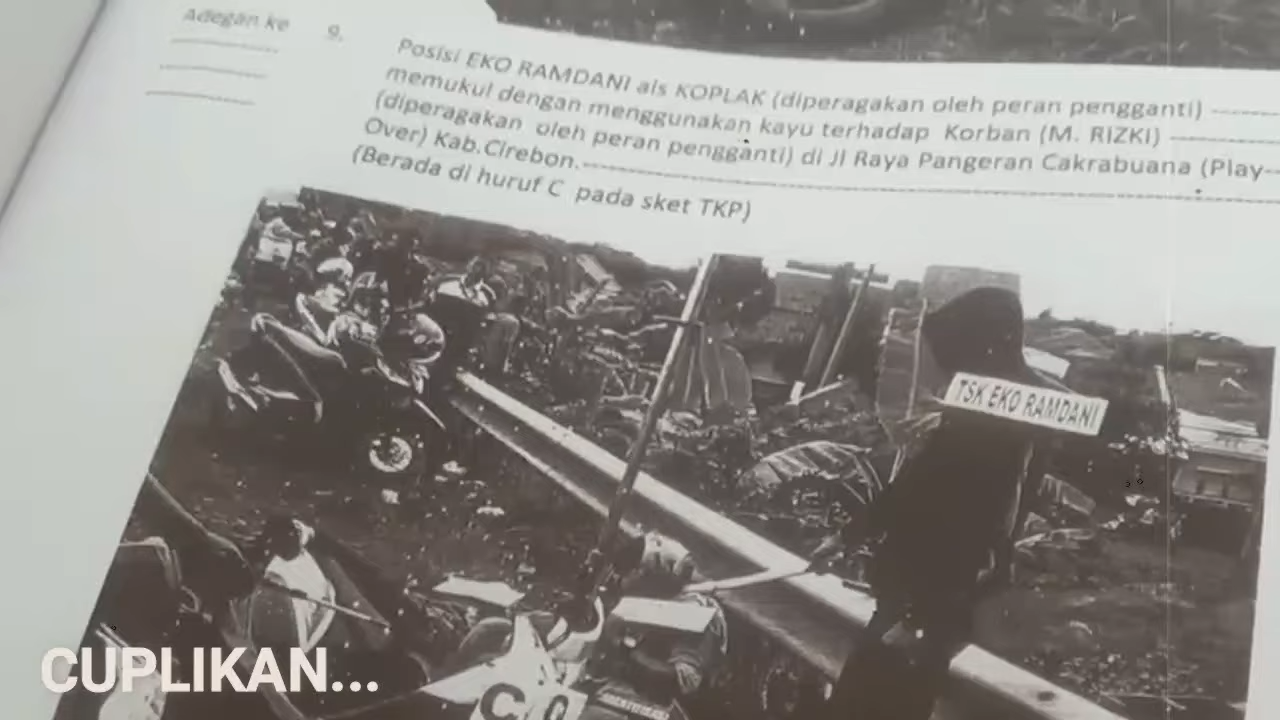 Adegan ke
9.
Posisi EKO RAMDANI als KOPLAK (diperagakan oleh peran pengganti)
memukul dengan menggunakan kayu terhadap Korban (M. RIZKI)
(diperagakan oleh peran pengganti) di Jl Raya Pangeran Cakrabuana (Play
Over) Kab.Cirebon.
(Berada di huruf C pada sket TKP)
TSK EKO RAMDANI
C
CUPLIKAN...